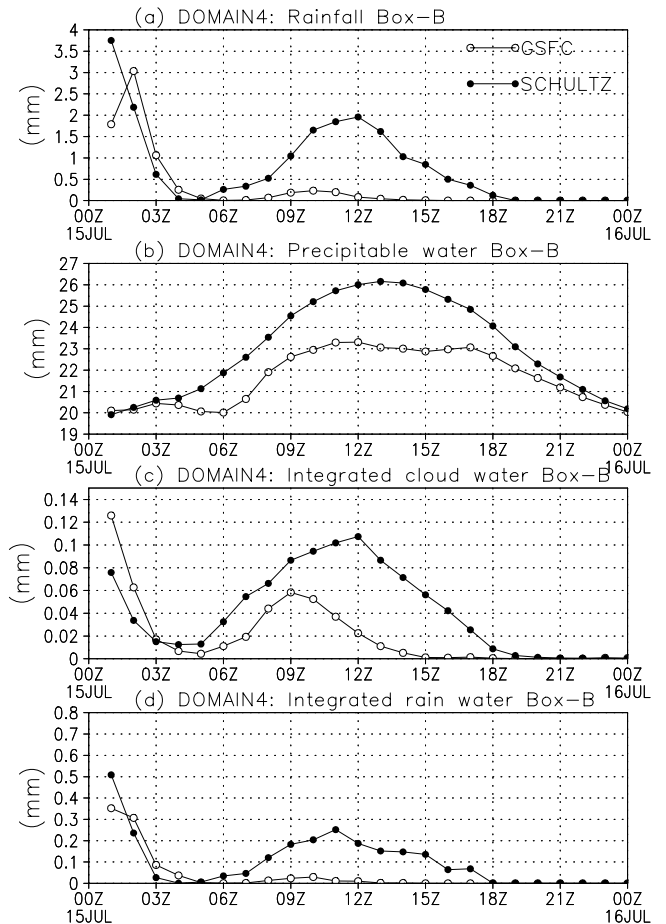 (a) DOMAIN4: Rainfall Box-B
4
3.5
3
2.5
2
1.5
1
0.5
0
(mm)
GSFC
SCHULTZ
00Z 03Z 06Z 09Z 12Z 15Z 18Z 21Z 00Z
15JUL 16JUL
(b) DOMAIN4: Precipitable water Box-B
27
26
25
24
23
22
21
20
19
(mm)
00Z 03Z 06Z 09Z 12Z 15Z 18Z 21Z 00Z
15JUL 16JUL
(c) DOMAIN4: Integrated cloud water Box-B
0.14
0.12
0.1
0.08
0.06
0.04
0.02
0
(mm)
00Z 03Z 06Z 09Z 12Z 15Z 18Z 21Z 00Z
15JUL 16JUL
(d) DOMAIN4: Integrated rain water Box-B
0.8
0.7
0.6
0.5
0.4
0.3
0.2
0.1
0
(mm)
00Z 03Z 06Z 09Z 12Z 15Z 18Z 21Z 00Z
15JUL 16JUL